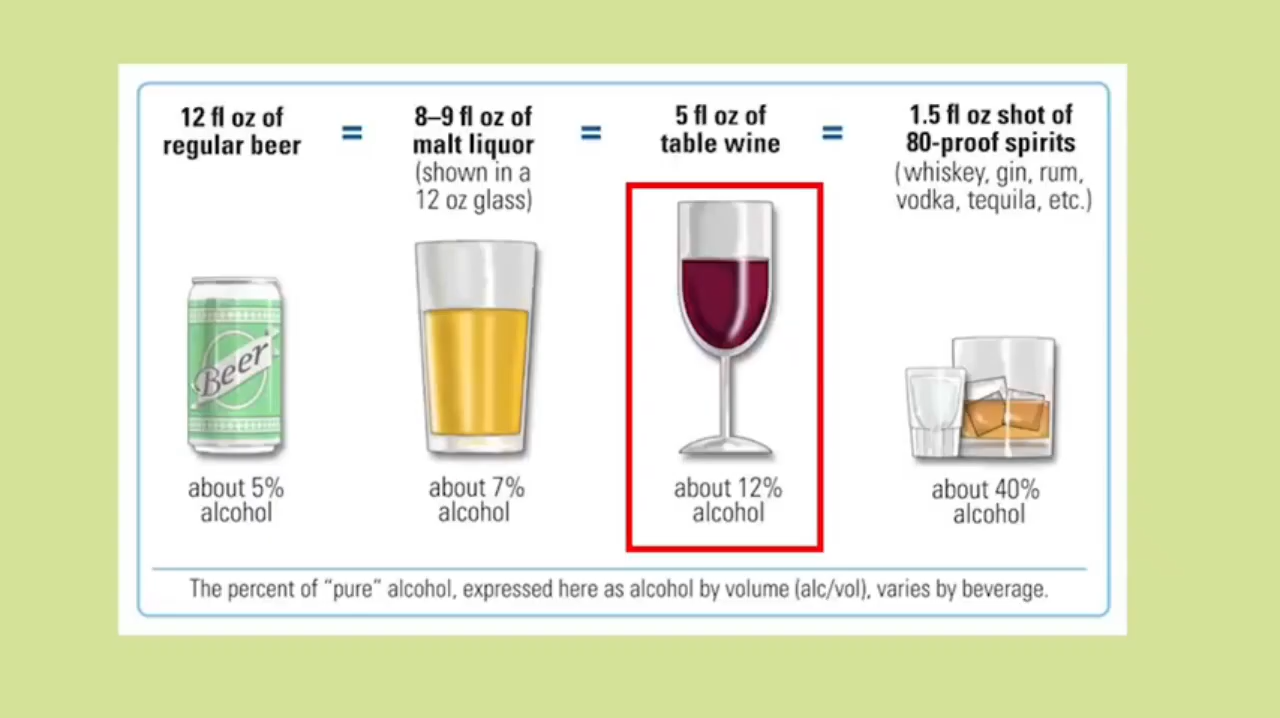 12 fl oz of
regular beer
=
8–9 fl oz of
malt liquor
(shown in a
12 oz glass)
=
5 fl oz of
table wine
=
1.5 fl oz shot of
80-proof spirits
(whiskey, gin, rum,
vodka, tequila, etc.)
Beer
about 5%
alcohol
about 7%
alcohol
about 12%
alcohol
about 40%
alcohol
The percent of “pure” alcohol, expressed here as alcohol by volume (alc/vol), varies by beverage.